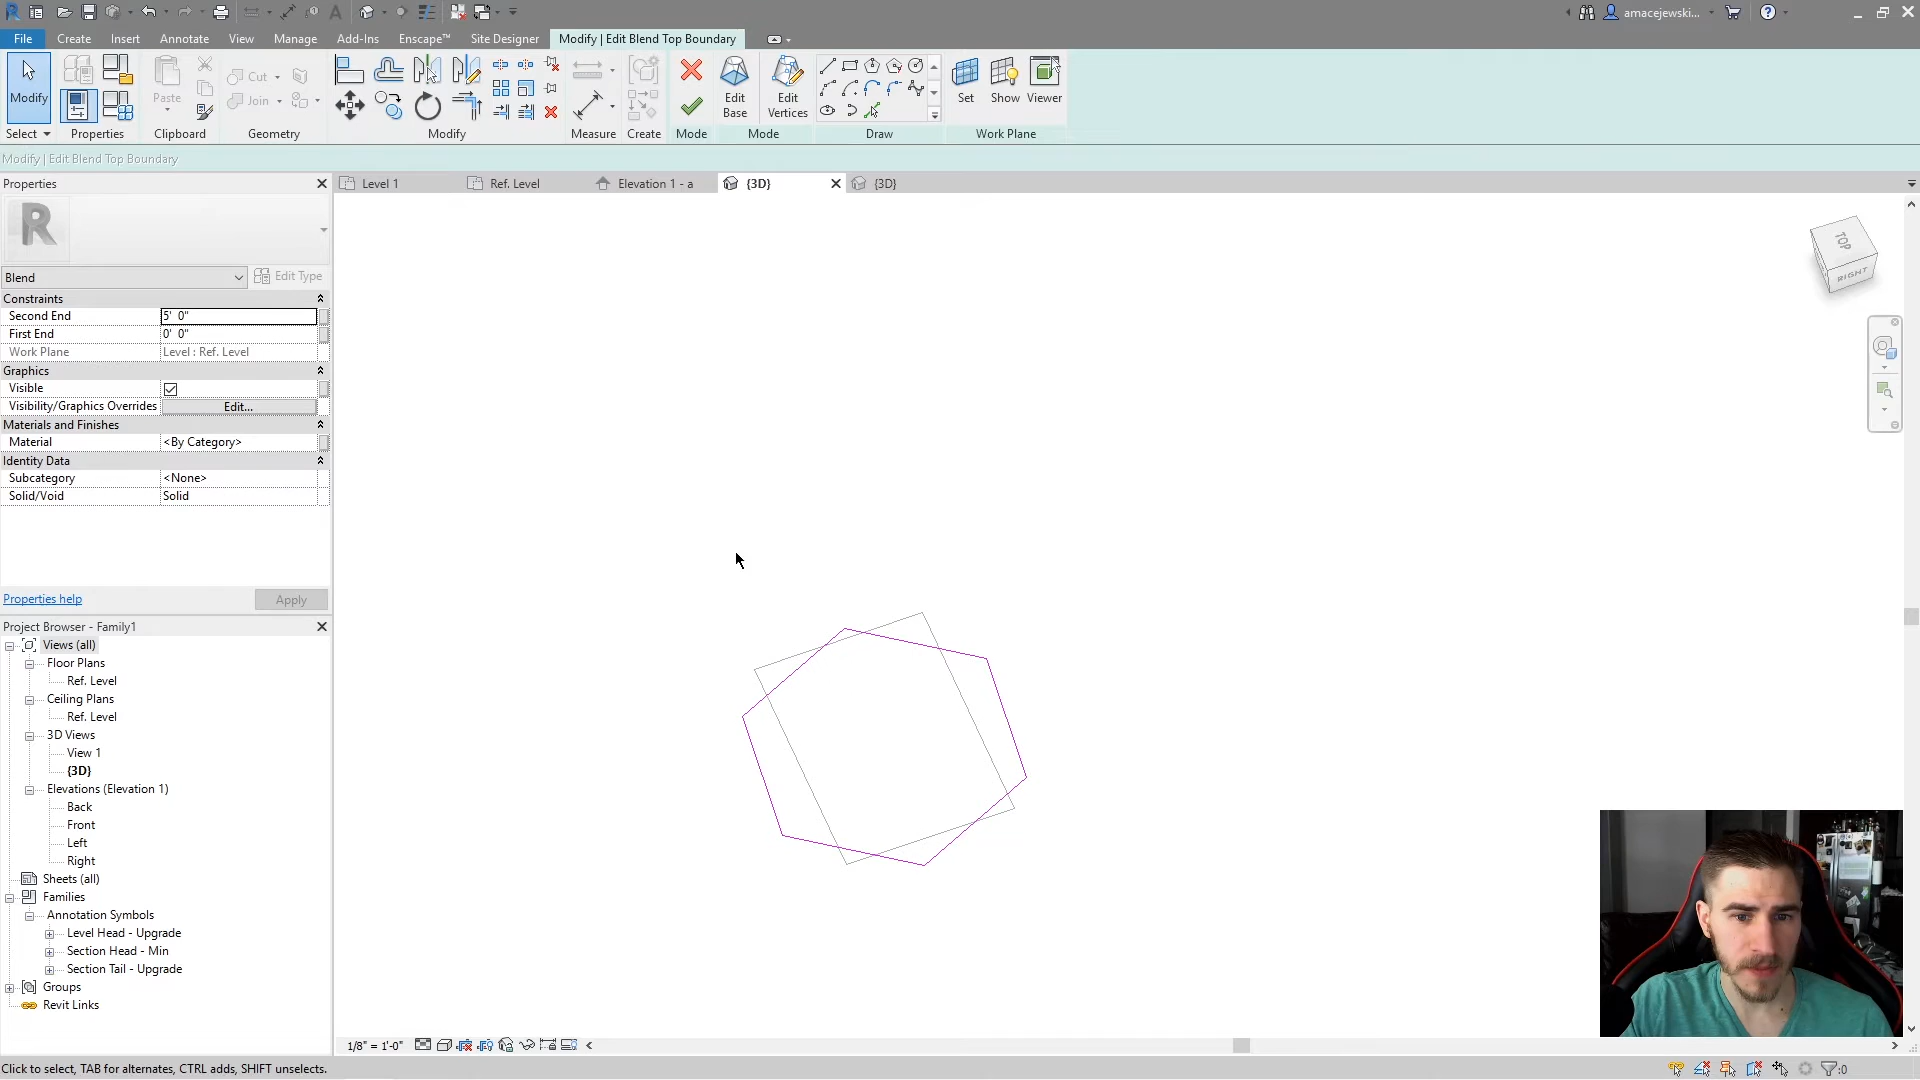 amacejewski...
File Create Insert Annotate View Manage Add-Ins Enscape™ Site Designer Modify | Edit Blend Top Boundary
Modify
Select
Properties
Paste
Clipboard
Cut
Join
Geometry
Modify
Measure
Create
Mode
Edit Base
Edit Vertices
Mode
Draw
Set
Show
Viewer
Work Plane
Modify | Edit Blend Top Boundary
Properties
R
Blend
Edit Type
Constraints
Second End 5' 0"
First End 0' 0"
Work Plane Level : Ref. Level
Graphics
Visible
Visibility/Graphics Overrides Edit...
Materials and Finishes
Material <By Category>
Identity Data
Subcategory <None>
Solid/Void Solid
Properties help Apply
Project Browser - Family1
Views (all)
Floor Plans
Ref. Level
Ceiling Plans
Ref. Level
3D Views
View 1
{3D}
Elevations (Elevation 1)
Back
Front
Left
Right
Sheets (all)
Families
Annotation Symbols
Level Head - Upgrade
Section Head - Min
Section Tail - Upgrade
Groups
Revit Links
Level 1 Ref. Level Elevation 1 - a {3D} {3D}
TOP
RIGHT
1/8" = 1'-0"
Click to select, TAB for alternates, CTRL adds, SHIFT unselects.
:0